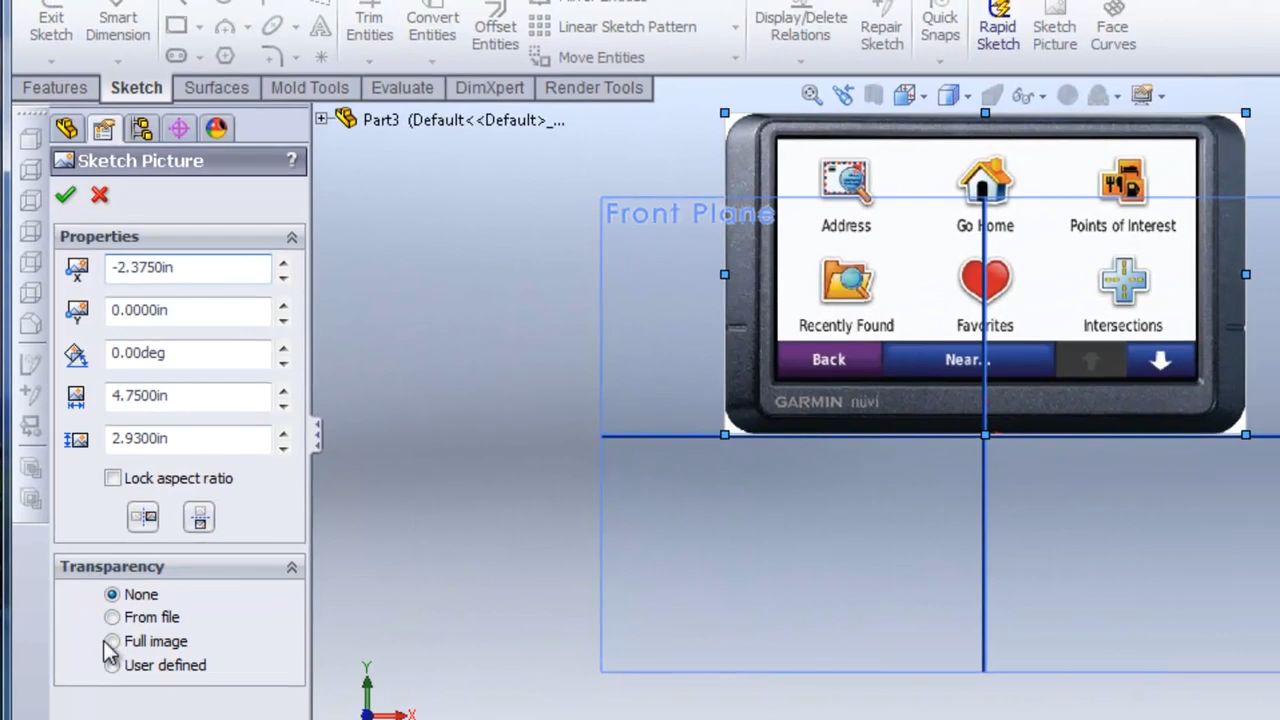 Exit Sketch
Smart Dimension
Trim Entities
Convert Entities
Offset Entities
Linear Sketch Pattern
Move Entities
Display/Delete Relations
Repair Sketch
Quick Snaps
Rapid Sketch
Sketch Picture
Face Curves
Features
Sketch
Surfaces
Mold Tools
Evaluate
DimXpert
Render Tools
Part3 (Default<<Default>_...
Sketch Picture
?
Properties
-2.3750in
0.0000in
0.00deg
4.7500in
2.9300in
Lock aspect ratio
Transparency
None
From file
Full image
User defined
Front Plane
Address
Go Home
Points of Interest
Recently Found
Favorites
Intersections
Back
Near...
GARMIN nüvi
Y
X